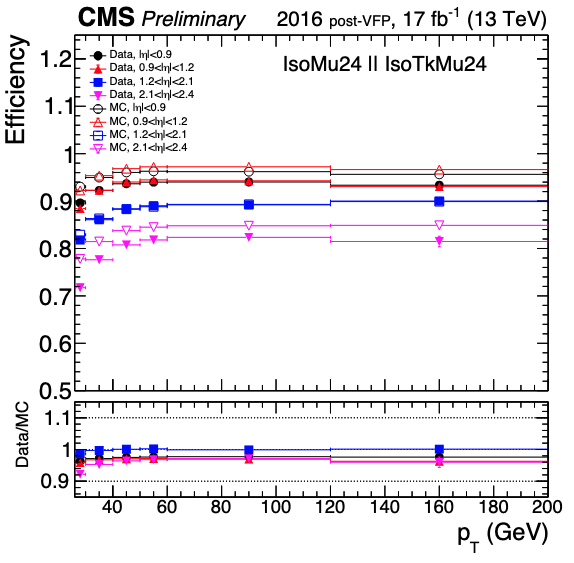 CMS Preliminary 2016 post-VFP, 17 fb-1 (13 TeV)
Efficiency
1.2
1.1
1
0.9
0.8
0.7
0.6
0.5
Data, |η|<0.9
Data, 0.9<|η|<1.2
Data, 1.2<|η|<2.1
Data, 2.1<|η|<2.4
MC, |η|<0.9
MC, 0.9<|η|<1.2
MC, 1.2<|η|<2.1
MC, 2.1<|η|<2.4
IsoMu24 || IsoTkMu24
Data/MC
1.1
1
0.9
40 60 80 100 120 140 160 180 200
pT (GeV)